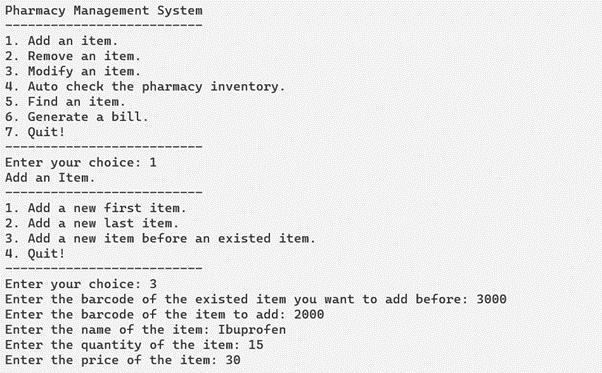 Pharmacy Management System
--------------------------
1. Add an item.
2. Remove an item.
3. Modify an item.
4. Auto check the pharmacy inventory.
5. Find an item.
6. Generate a bill.
7. Quit!
--------------------------
Enter your choice: 1
Add an Item.
--------------------------
1. Add a new first item.
2. Add a new last item.
3. Add a new item before an existed item.
4. Quit!
--------------------------
Enter your choice: 3
Enter the barcode of the existed item you want to add before: 3000
Enter the barcode of the item to add: 2000
Enter the name of the item: Ibuprofen
Enter the quantity of the item: 15
Enter the price of the item: 30